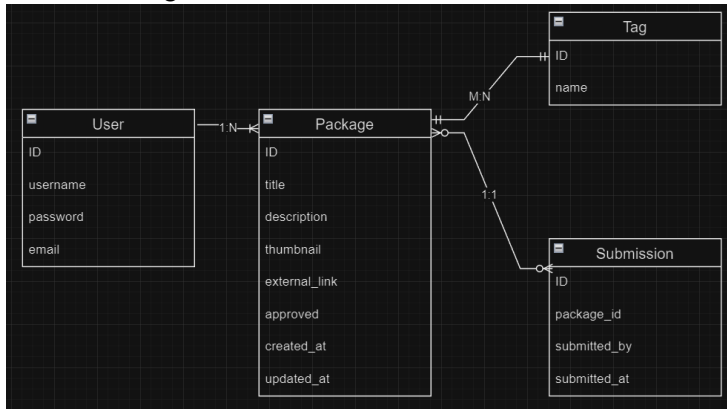 User
ID
username
password
email
1:N
Package
ID
title
description
thumbnail
external_link
approved
created_at
updated_at
M:N
1:1
Tag
ID
name
Submission
ID
package_id
submitted_by
submitted_at